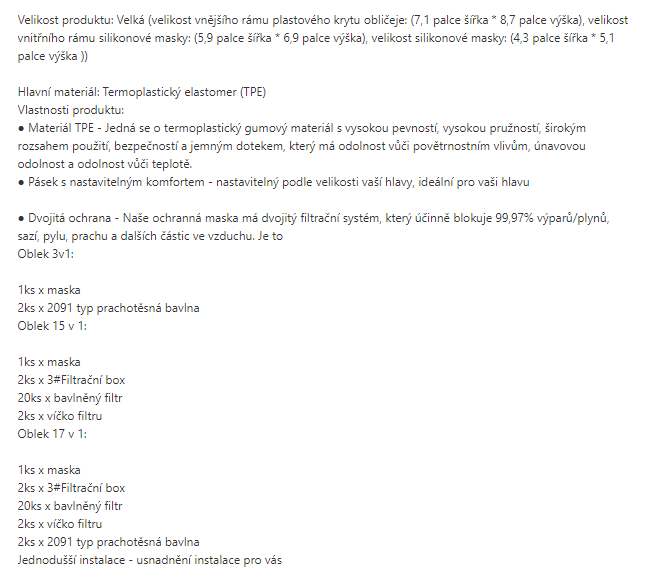 Velikost produktu: Velká (velikost vnějšího rámu plastového krytu obličeje: (7,1 palce šířka * 8,7 palce výška), velikost
vnitřního rámu silikonové masky: (5,9 palce šířka * 6,9 palce výška), velikost silikonové masky: (4,3 palce šířka * 5,1
palce výška ))
Hlavní materiál: Termoplastický elastomer (TPE)
Vlastnosti produktu:
● Materiál TPE - Jedná se o termoplastický gumový materiál s vysokou pevností, vysokou pružností, širokým
rozsahem použití, bezpečností a jemným dotekem, který má odolnost vůči povětrnostním vlivům, únavovou
odolnost a odolnost vůči teplotě.
● Pásek s nastavitelným komfortem - nastavitelný podle velikosti vaší hlavy, ideální pro vaši hlavu
● Dvojitá ochrana - Naše ochranná maska má dvojitý filtrační systém, který účinně blokuje 99,97% výparů/plynů,
sazí, pylu, prachu a dalších částic ve vzduchu. Je to
Oblek 3v1:
1ks x maska
2ks x 2091 typ prachotěsná bavlna
Oblek 15 v 1:
1ks x maska
2ks x 3#Filtrační box
20ks x bavlněný filtr
2ks x víčko filtru
Oblek 17 v 1:
1ks x maska
2ks x 3#Filtrační box
20ks x bavlněný filtr
2ks x víčko filtru
2ks x 2091 typ prachotěsná bavlna
Jednodušší instalace - usnadnění instalace pro vás